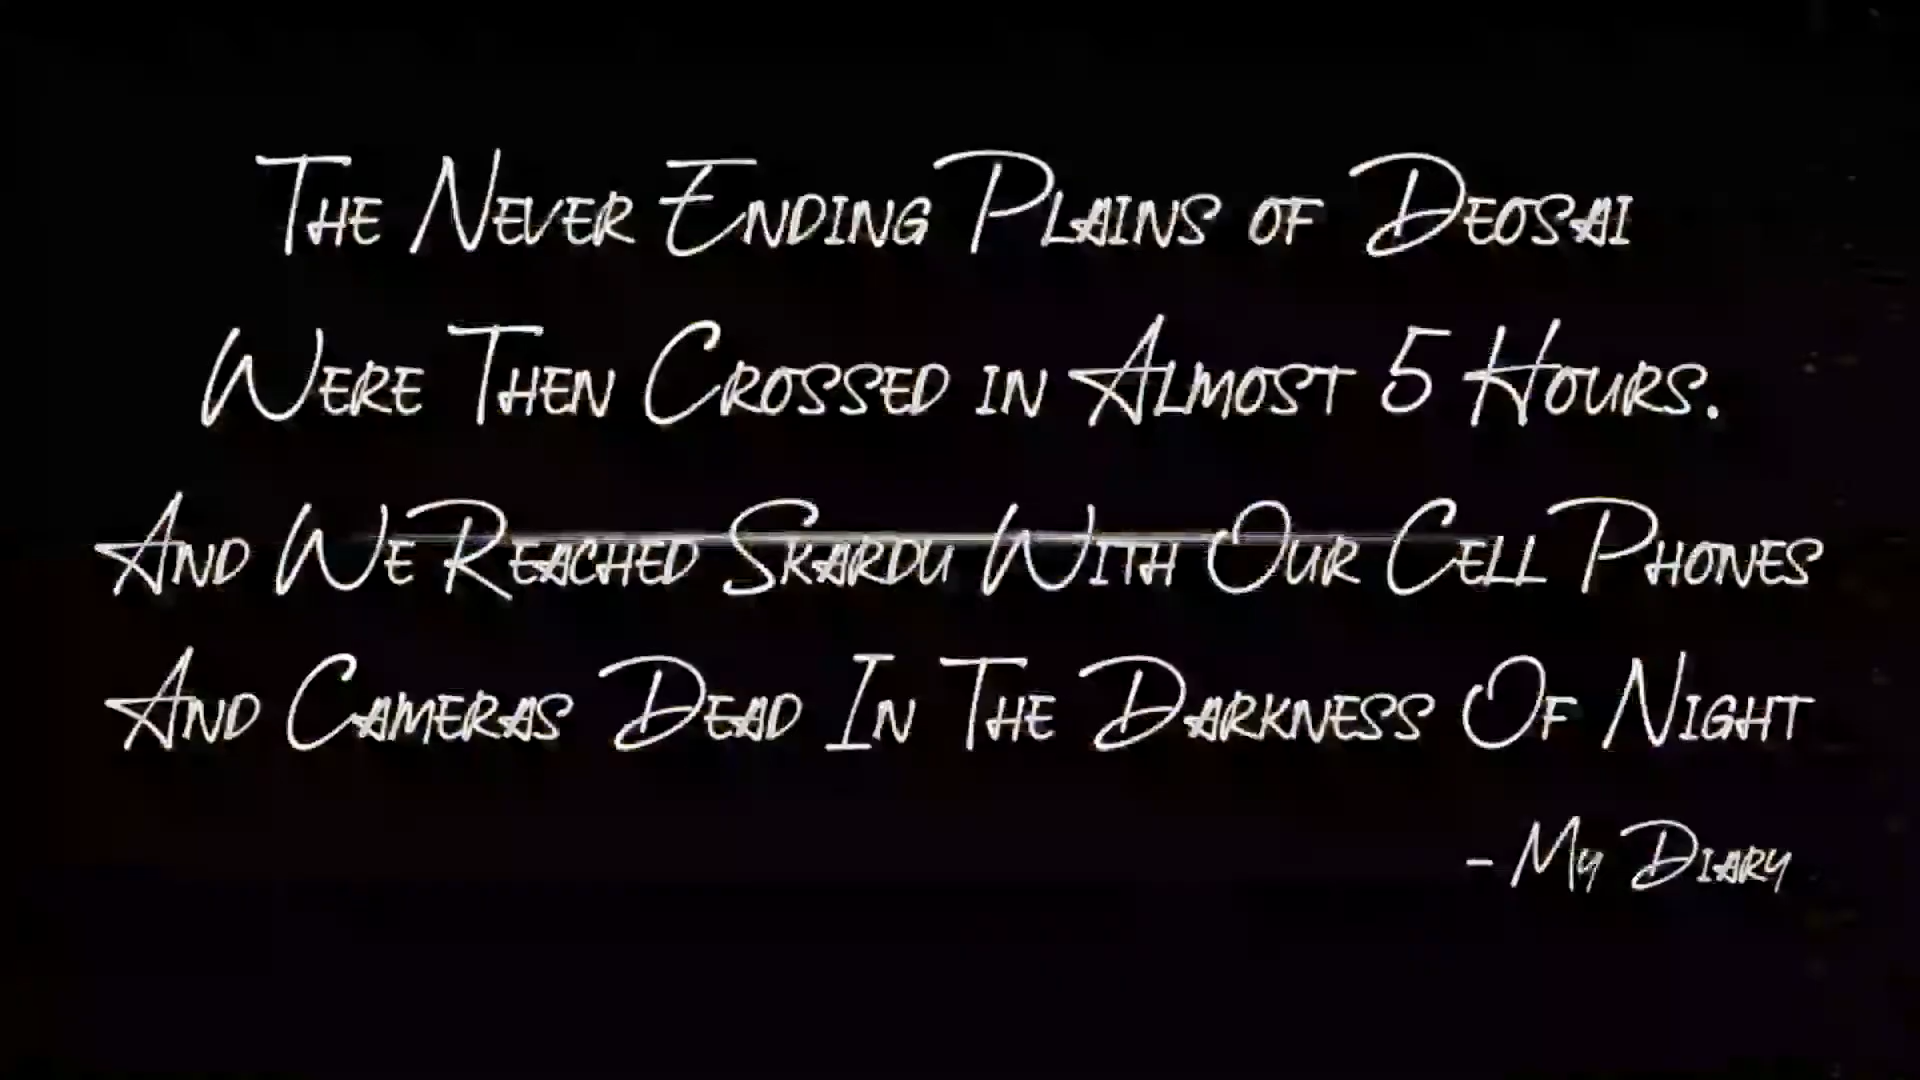 The Never Ending Plains of Deosai
Were Then Crossed in Almost 5 Hours.
And We Reached Skardu With Our Cell Phones
And Cameras Dead In The Darkness Of Night
- My Diary